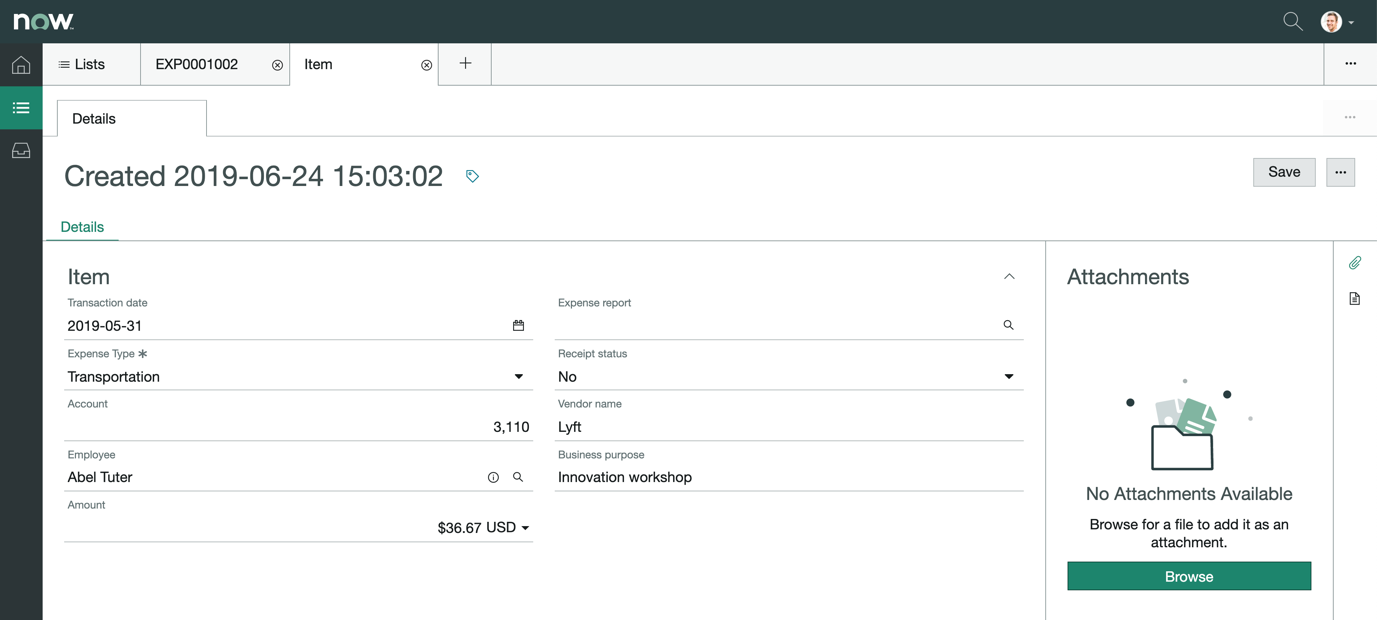 now
Lists
EXP0001002
Item
Details
Created 2019-06-24 15:03:02
Save
Details
Item
Transaction date
2019-05-31
Expense report
Expense Type
Transportation
Receipt status
No
Account
3,110
Vendor name
Lyft
Employee
Abel Tuter
Business purpose
Innovation workshop
Amount
$36.67 USD
Attachments
No Attachments Available
Browse for a file to add it as an
attachment.
Browse